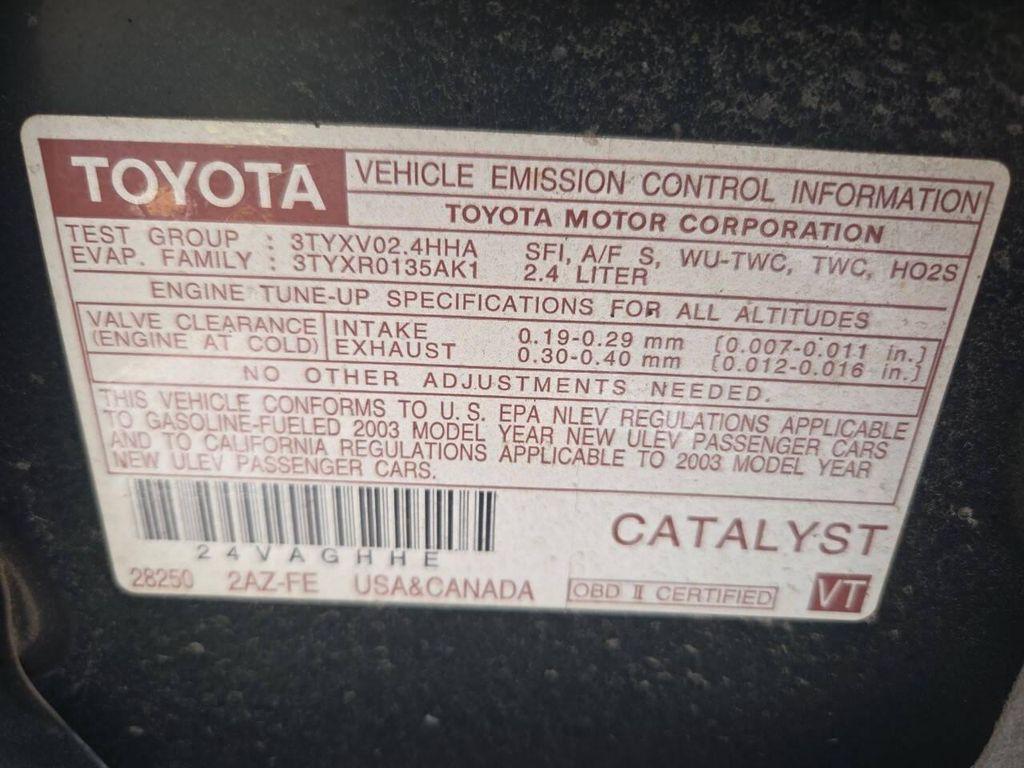 TOYOTA VEHICLE EMISSION CONTROL INFORMATION
TOYOTA MOTOR CORPORATION
TEST GROUP : 3TYXV02.4HHA SFI, A/F S, WU-TWC, TWC, HO2S
EVAP. FAMILY : 3TYXR0135AK1 2.4 LITER
ENGINE TUNE-UP SPECIFICATIONS FOR ALL ALTITUDES
VALVE CLEARANCE INTAKE 0.19-0.29 mm (0.007-0.011 in.)
(ENGINE AT COLD) EXHAUST 0.30-0.40 mm (0.012-0.016 in.)
NO OTHER ADJUSTMENTS NEEDED.
THIS VEHICLE CONFORMS TO U.S. EPA NLEV REGULATIONS APPLICABLE
TO GASOLINE-FUELED 2003 MODEL YEAR NEW ULEV PASSENGER CARS
AND TO CALIFORNIA REGULATIONS APPLICABLE TO 2003 MODEL YEAR
NEW ULEV PASSENGER CARS.
CATALYST
24VAGHHE
28250 2AZ-FE USA&CANADA OBD II CERTIFIED VT